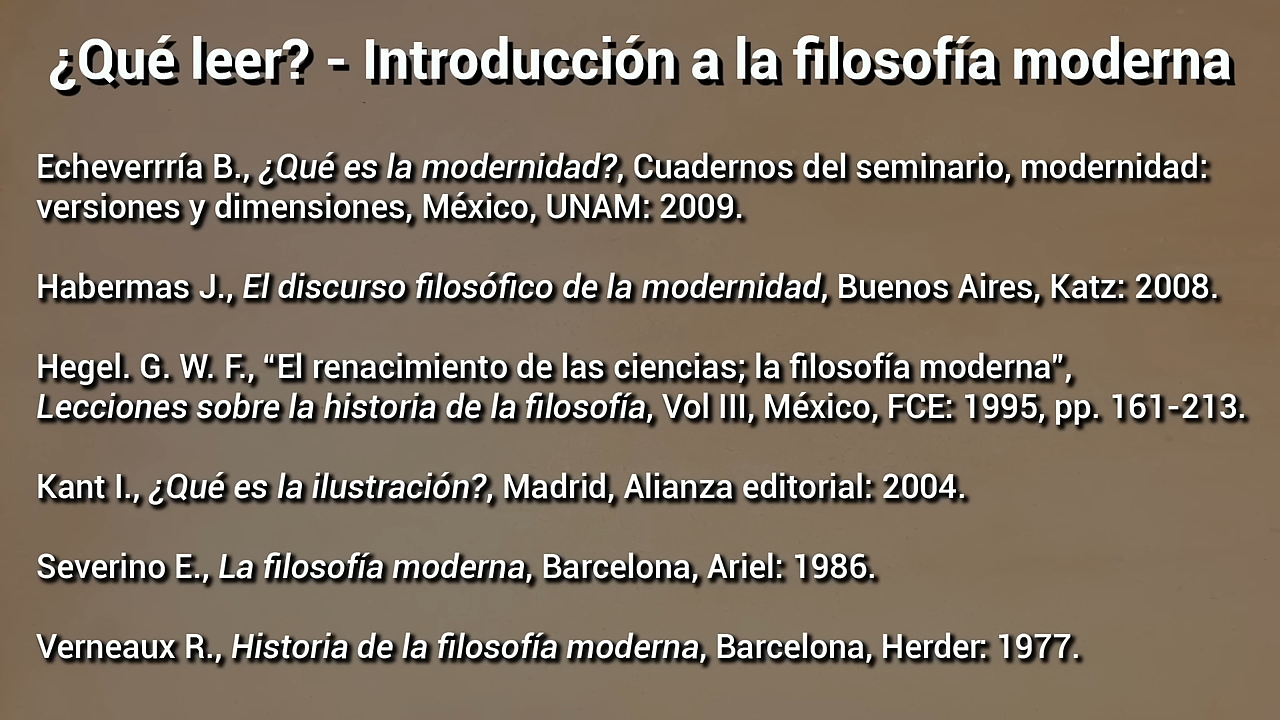 ¿Qué leer? - Introducción a la filosofía moderna
Echeverrría B., ¿Qué es la modernidad?, Cuadernos del seminario, modernidad:
versiones y dimensiones, México, UNAM: 2009.
Habermas J., El discurso filosófico de la modernidad, Buenos Aires, Katz: 2008.
Hegel. G. W. F., “El renacimiento de las ciencias; la filosofía moderna”,
Lecciones sobre la historia de la filosofía, Vol III, México, FCE: 1995, pp. 161-213.
Kant I., ¿Qué es la ilustración?, Madrid, Alianza editorial: 2004.
Severino E., La filosofía moderna, Barcelona, Ariel: 1986.
Verneaux R., Historia de la filosofía moderna, Barcelona, Herder: 1977.